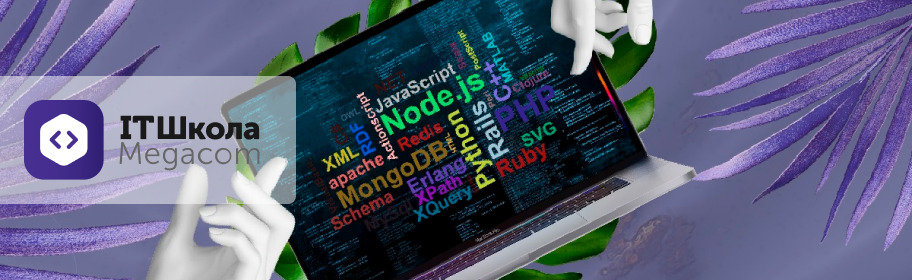 ITШкола
Megacom
JavaScript
Node.js
C++
MATLAB
PostScript
Actionscript
RDF
XML
Redis
apache
MongoDB
Python
Rails
PHP
SVG
Ruby
Erlang
XPath
XQuery
Schema